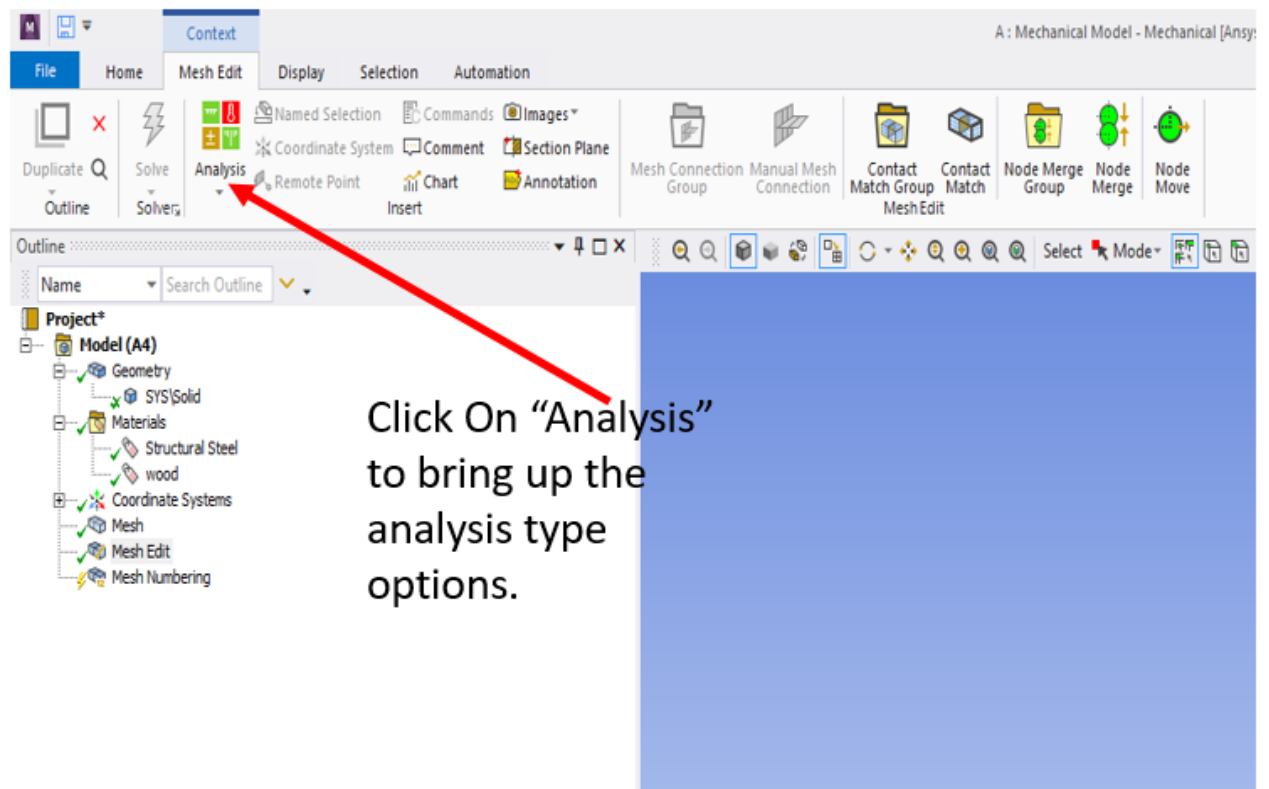 M
Context
A : Mechanical Model - Mechanical [Ansys
File Home Mesh Edit Display Selection Automation
Duplicate
Outline
Solve
Solver
Analysis
Named Selection
Coordinate System
Remote Point
Commands
Comment
Chart
Images
Section Plane
Annotation
Insert
Mesh Connection
Group
Manual Mesh
Connection
Contact
Match Group
Contact
Match
Node Merge
Group
Node
Merge
Node
Move
Mesh Edit
Outline
Name Search Outline
Select Mode
Project*
Model (A4)
Geometry
SYS\Solid
Materials
Structural Steel
wood
Coordinate Systems
Mesh
Mesh Edit
Mesh Numbering
Click On “Analysis”
to bring up the
analysis type
options.